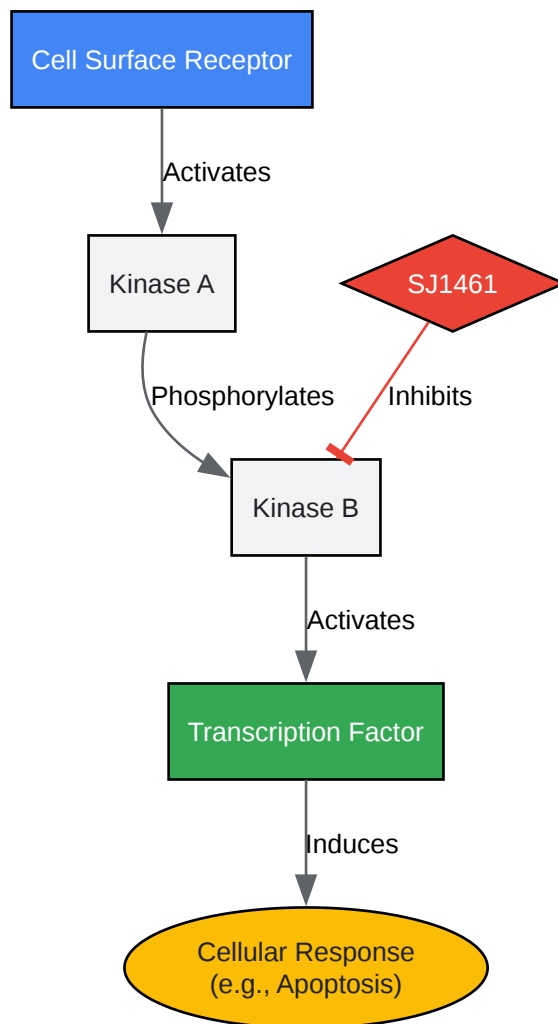 Cell Surface Receptor
Activates
Kinase A
SJ1461
Phosphorylates
Inhibits
Kinase B
Activates
Transcription Factor
Induces
Cellular Response
(e.g., Apoptosis)